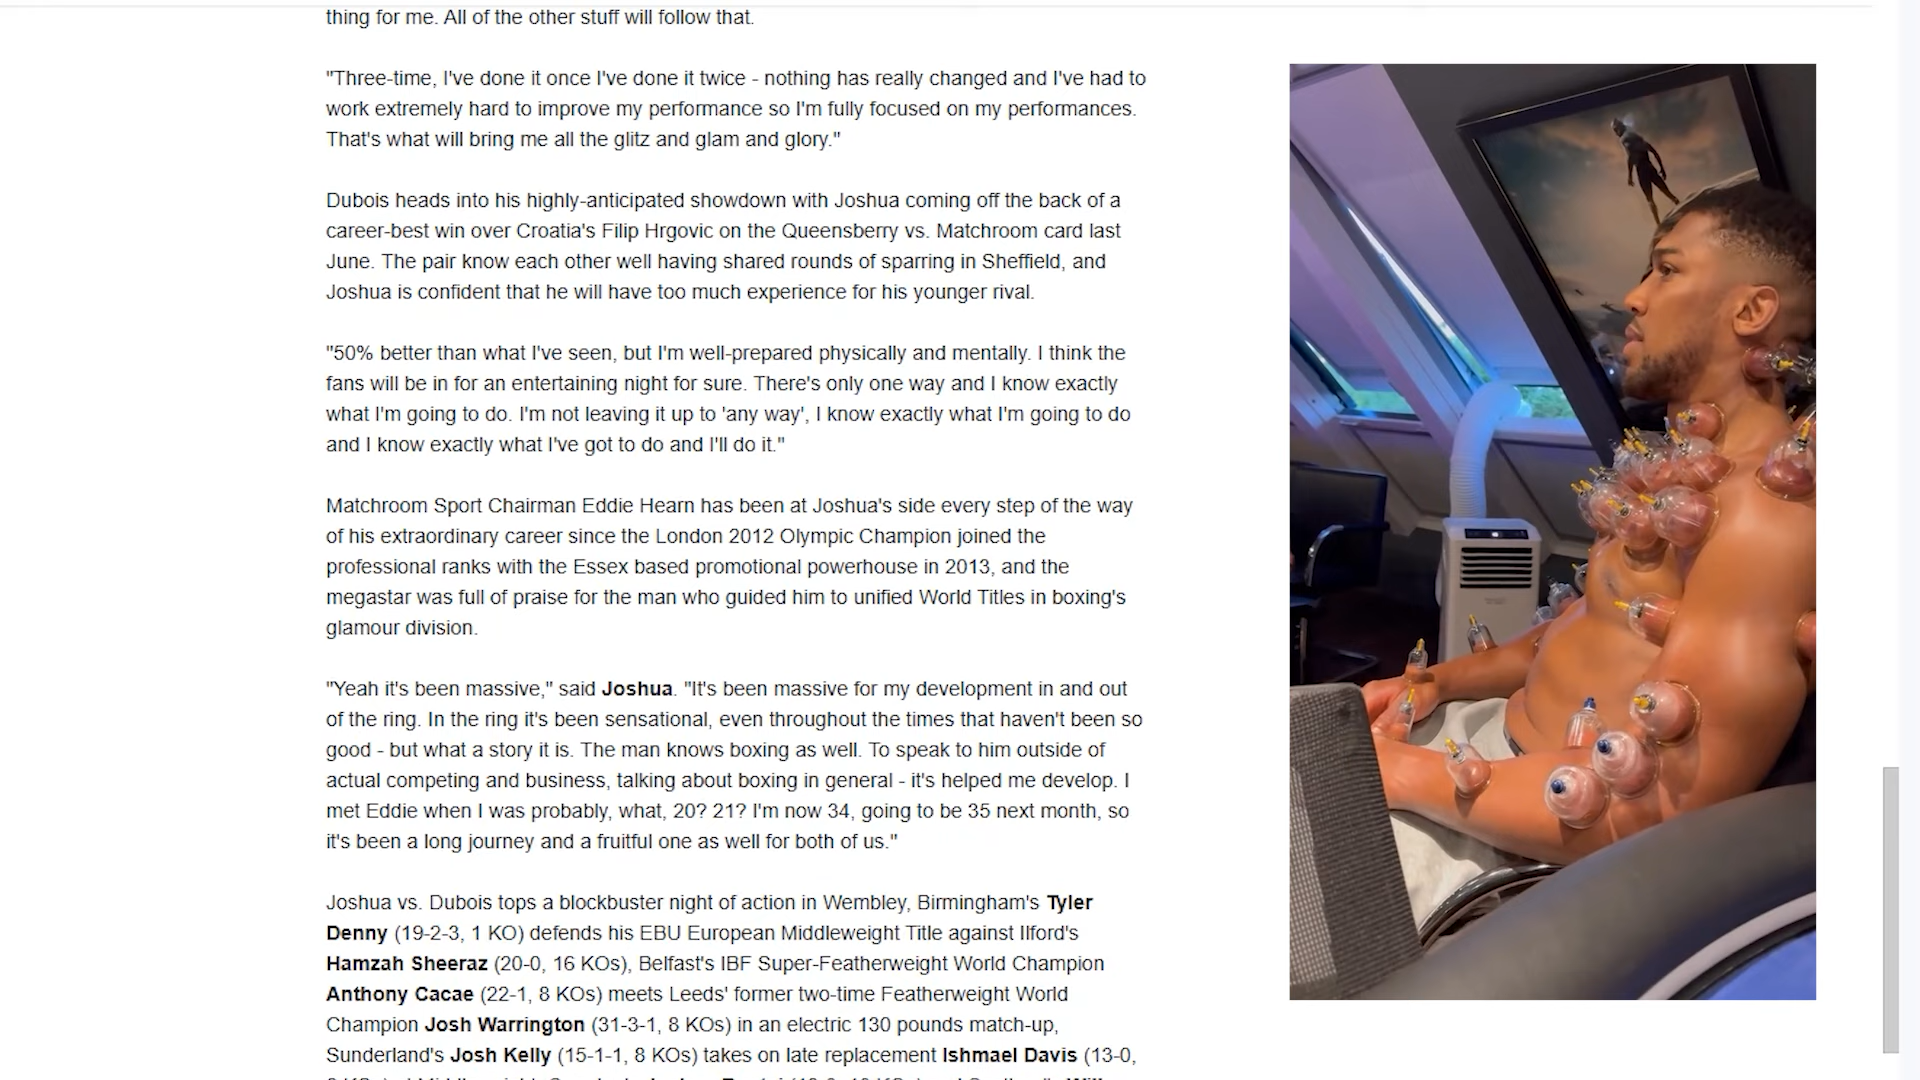 thing for me. All of the other stuff will follow that.
"Three-time, I've done it once I've done it twice - nothing has really changed and I've had to
work extremely hard to improve my performance so I'm fully focused on my performances.
That's what will bring me all the glitz and glam and glory."
Dubois heads into his highly-anticipated showdown with Joshua coming off the back of a
career-best win over Croatia's Filip Hrgovic on the Queensberry vs. Matchroom card last
June. The pair know each other well having shared rounds of sparring in Sheffield, and
Joshua is confident that he will have too much experience for his younger rival.
"50% better than what I've seen, but I'm well-prepared physically and mentally. I think the
fans will be in for an entertaining night for sure. There's only one way and I know exactly
what I'm going to do. I'm not leaving it up to 'any way', I know exactly what I'm going to do
and I know exactly what I've got to do and I'll do it."
Matchroom Sport Chairman Eddie Hearn has been at Joshua's side every step of the way
of his extraordinary career since the London 2012 Olympic Champion joined the
professional ranks with the Essex based promotional powerhouse in 2013, and the
megastar was full of praise for the man who guided him to unified World Titles in boxing's
glamour division.
"Yeah it's been massive," said Joshua. "It's been massive for my development in and out
of the ring. In the ring it's been sensational, even throughout the times that haven't been so
good - but what a story it is. The man knows boxing as well. To speak to him outside of
actual competing and business, talking about boxing in general - it's helped me develop. I
met Eddie when I was probably, what, 20? 21? I'm now 34, going to be 35 next month, so
it's been a long journey and a fruitful one as well for both of us."
Joshua vs. Dubois tops a blockbuster night of action in Wembley, Birmingham's Tyler
Denny (19-2-3, 1 KO) defends his EBU European Middleweight Title against Ilford's
Hamzah Sheeraz (20-0, 16 KOs), Belfast's IBF Super-Featherweight World Champion
Anthony Cacae (22-1, 8 KOs) meets Leeds' former two-time Featherweight World
Champion Josh Warrington (31-3-1, 8 KOs) in an electric 130 pounds match-up,
Sunderland's Josh Kelly (15-1-1, 8 KOs) takes on late replacement Ishmael Davis (13-0,